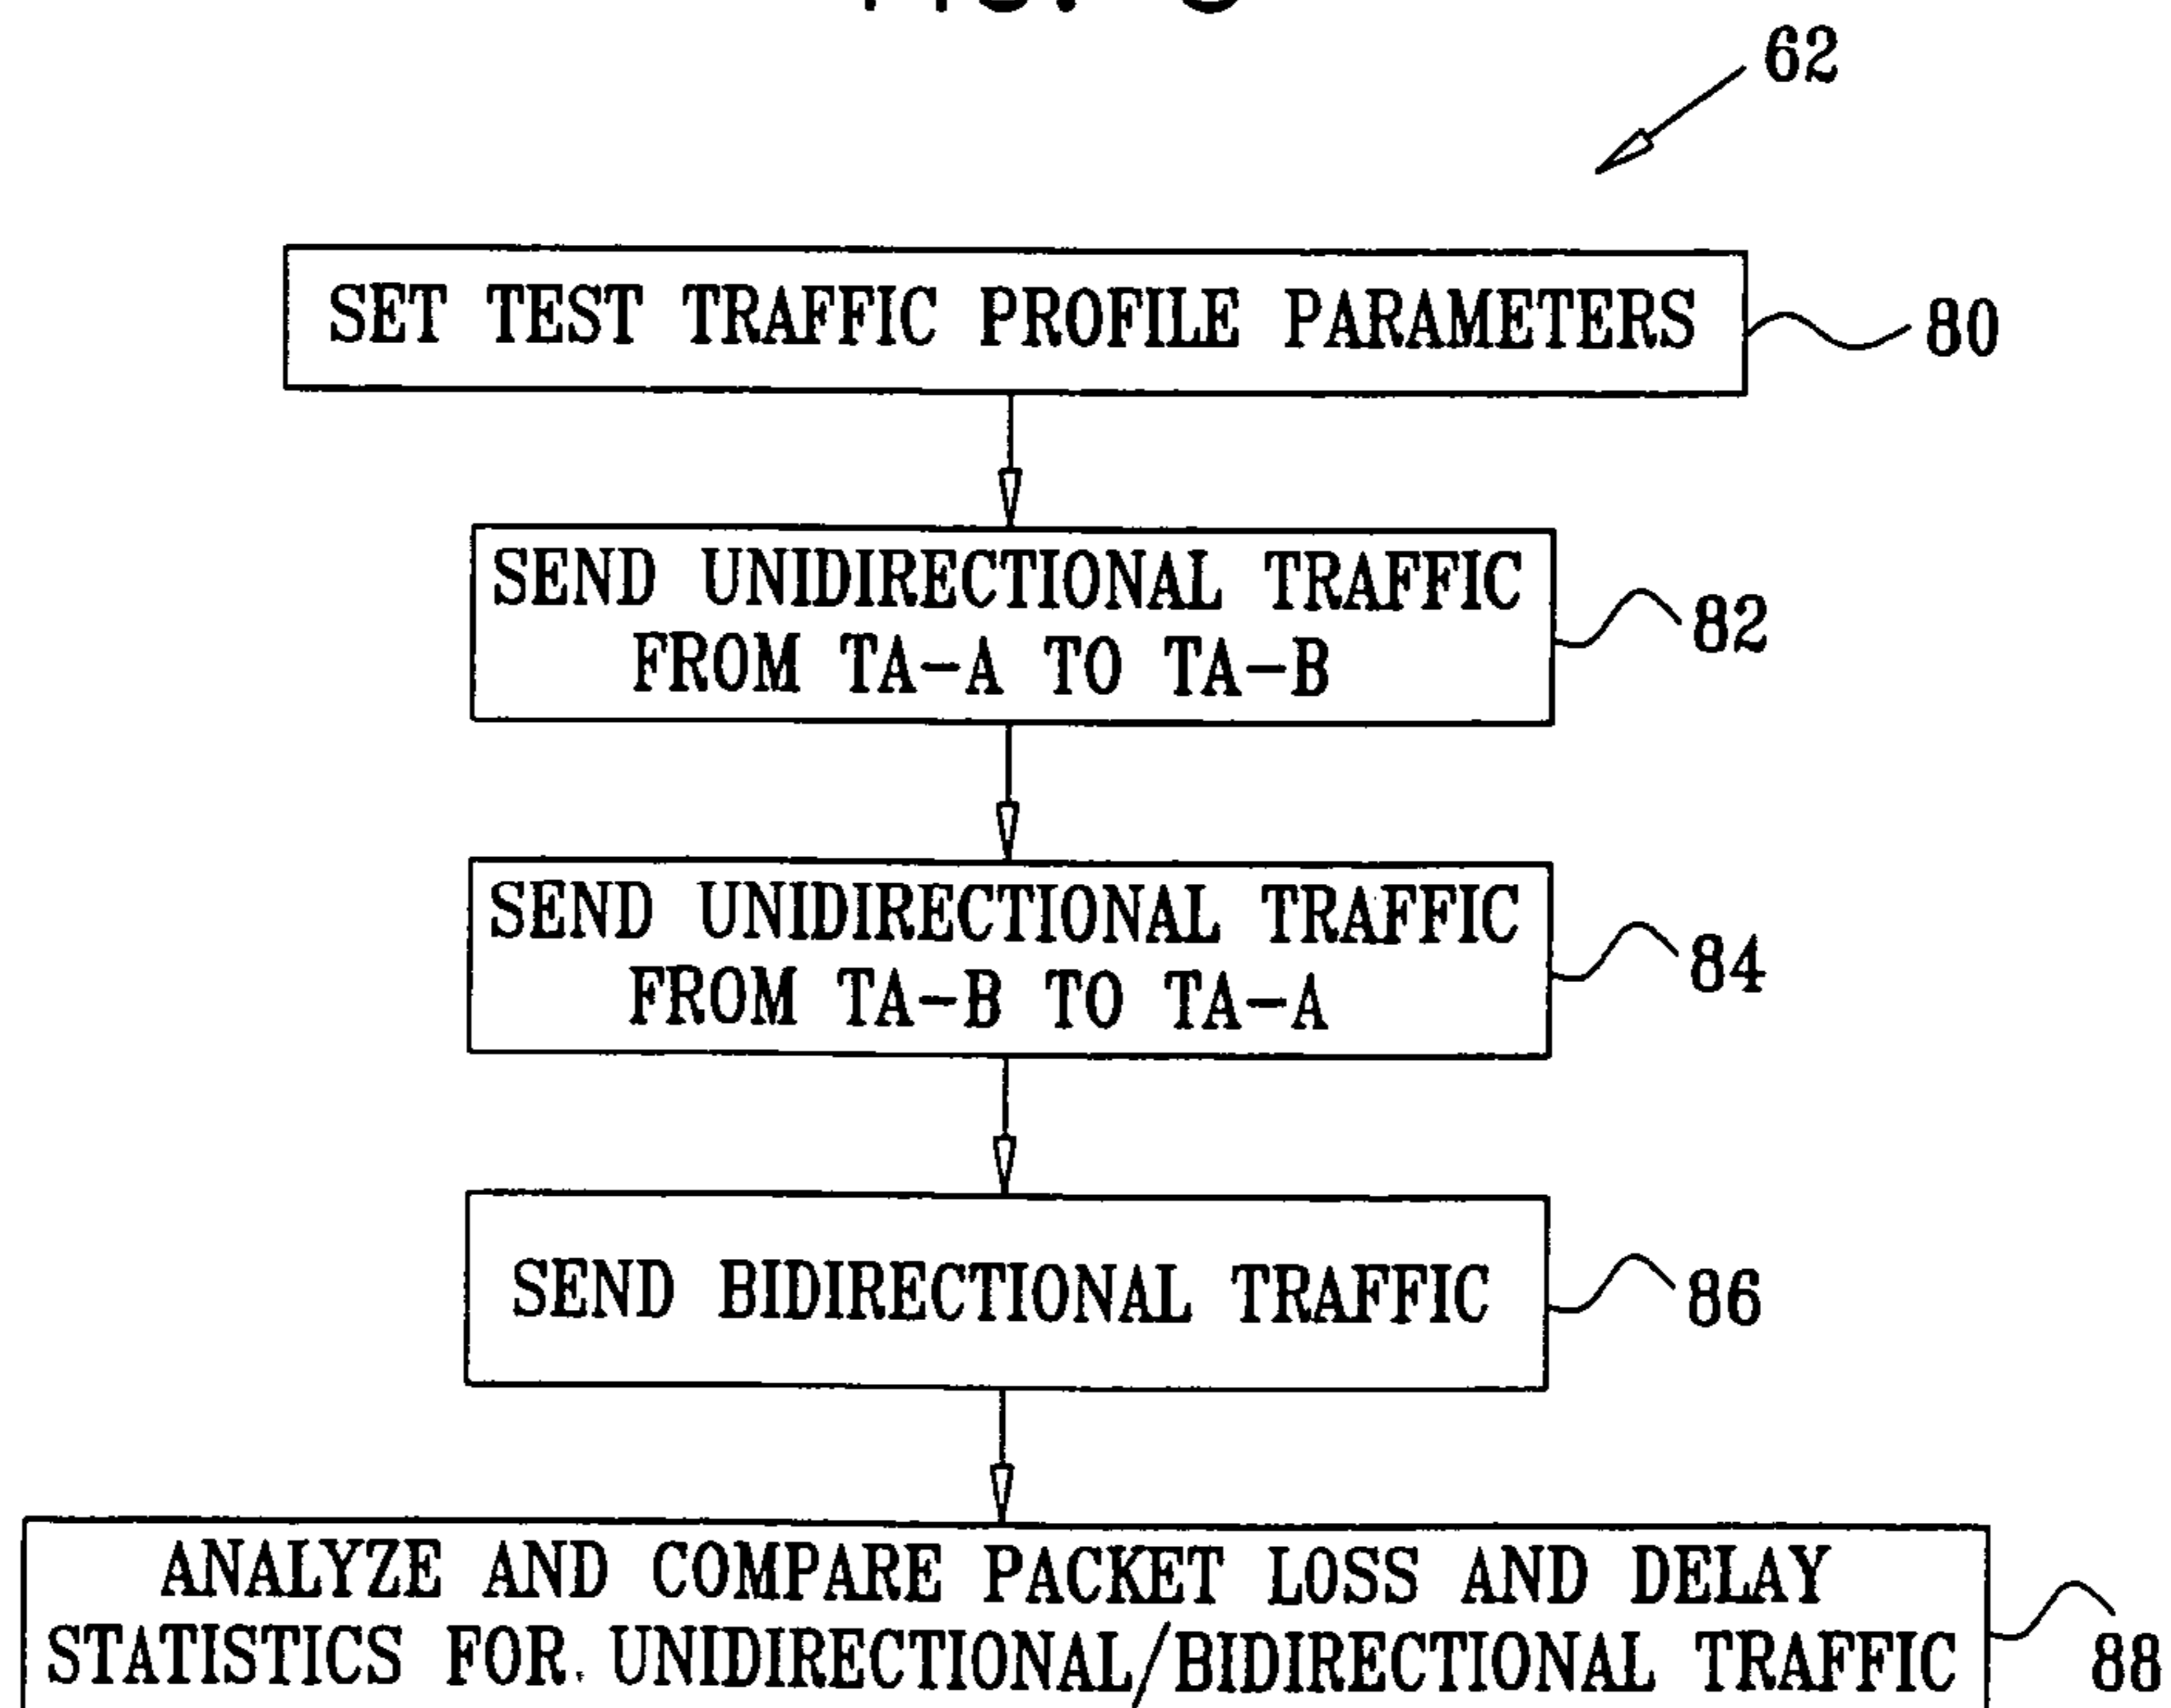 62
SET TEST TRAFFIC PROFILE PARAMETERS
80
SEND UNIDIRECTIONAL TRAFFIC
FROM TA-A TO TA-B
82
SEND UNIDIRECTIONAL TRAFFIC
FROM TA-B TO TA-A
84
SEND BIDIRECTIONAL TRAFFIC
86
ANALYZE AND COMPARE PACKET LOSS AND DELAY
STATISTICS FOR UNIDIRECTIONAL/BIDIRECTIONAL TRAFFIC
88